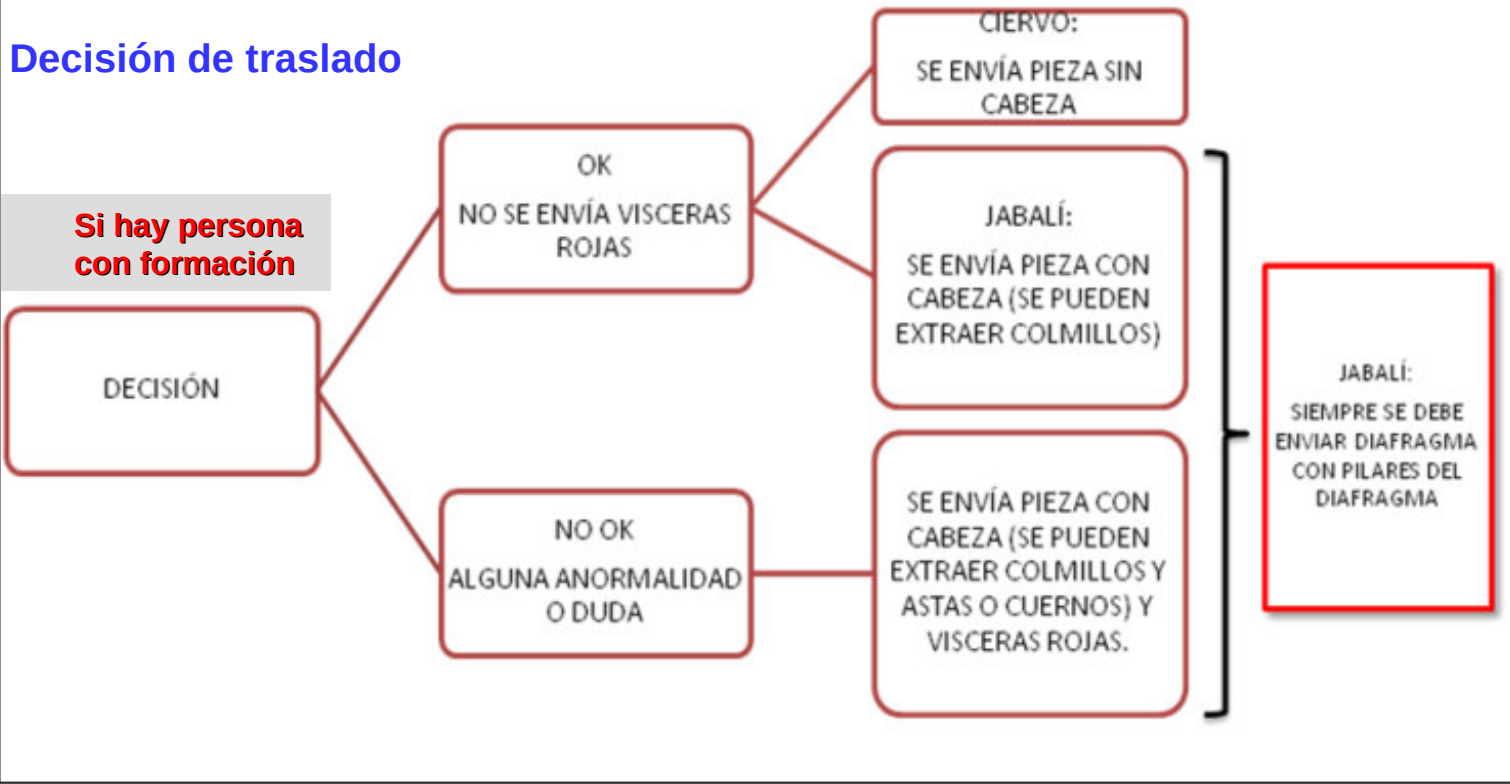 Decisión de traslado
Si hay persona
con formación
DECISIÓN
OK
NO SE ENVÍA VISCERAS
ROJAS
NO OK
ALGUNA ANORMALIDAD
O DUDA
CIERVO:
SE ENVÍA PIEZA SIN
CABEZA
JABALÍ:
SE ENVÍA PIEZA CON
CABEZA (SE PUEDEN
EXTRAER COLMILLOS)
SE ENVÍA PIEZA CON
CABEZA (SE PUEDEN
EXTRAER COLMILLOS Y
ASTAS O CUERNOS) Y
VISCERAS ROJAS.
JABALÍ:
SIEMPRE SE DEBE
ENVIAR DIAFRAGMA
CON PILARES DEL
DIAFRAGMA